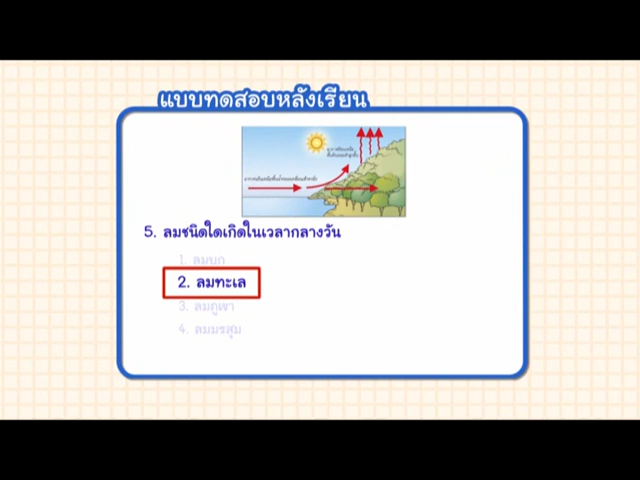 แบบทดสอบหลังเรียน
5. ลมชนิดใดเกิดในเวลากลางวัน
1. ลมบก
2. ลมทะเล
3. ลมภูเขา
4. ลมมรสุม